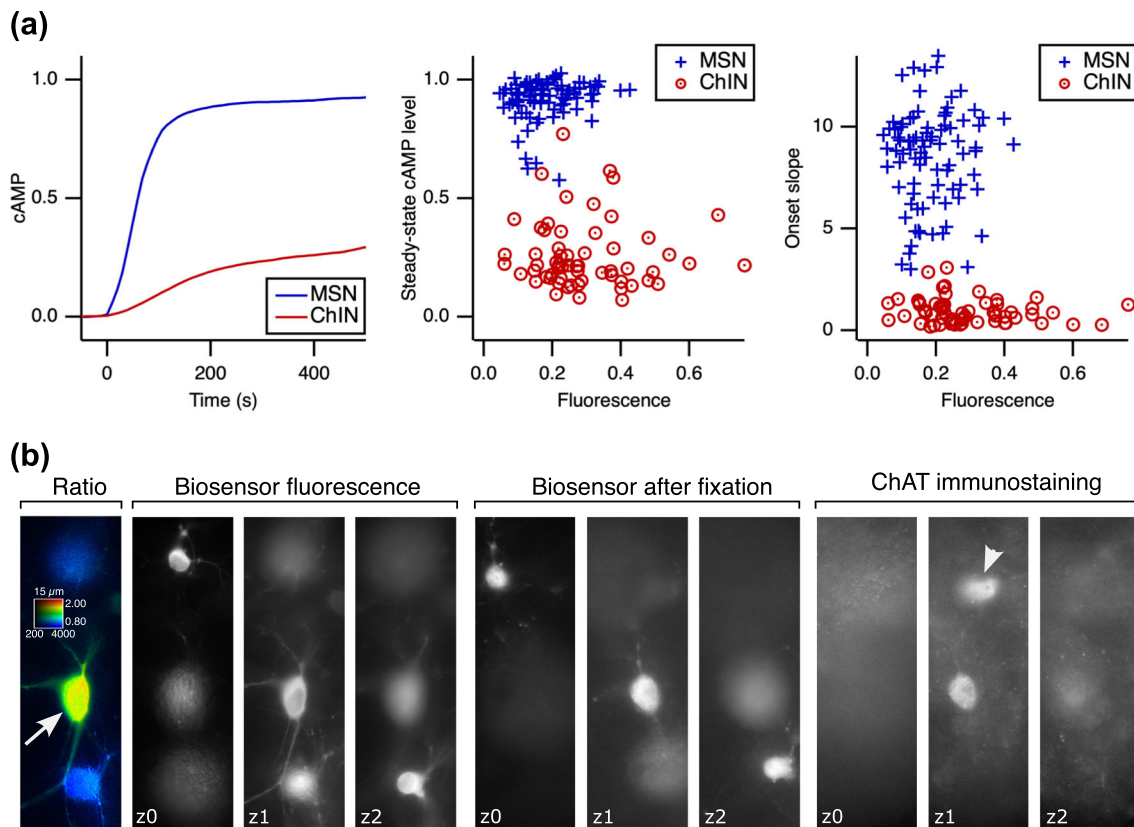 (a)
1.0
0.5
0.0
cAMP
0
200
400
Time (s)
MSN
ChIN
1.0
0.5
0.0
Steady-state cAMP level
0.0
0.2
0.4
0.6
Fluorescence
MSN
ChIN
10
5
0
Onset slope
0.0
0.2
0.4
0.6
Fluorescence
MSN
ChIN
(b)
Ratio
Biosensor fluorescence
Biosensor after fixation
ChAT immunostaining
15 µm
2.00
0.80
200 4000
z0
z1
z2
z0
z1
z2
z0
z1
z2